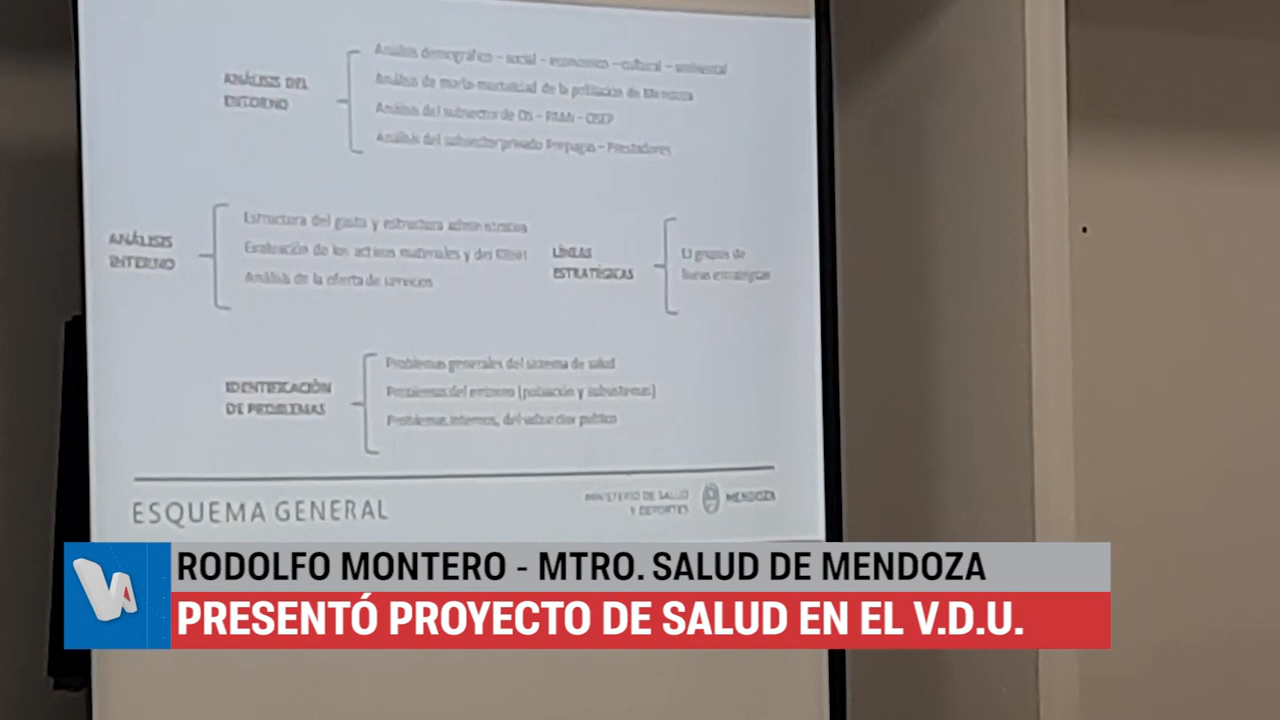 ANÁLISIS DEL
ENTORNO
Análisis demográfico - social - económico - cultural - ambiental
Análisis de morbi-mortalidad de la población de Mendoza
Análisis del subsector de OS - PAMI - OSEP
Análisis del subsector privado Prepagas - Prestadores
ANÁLISIS
INTERNO
Estructura del gasto y estructura administrativa
Evaluación de los activos materiales y del
Análisis de la oferta de servicios
LÍNEAS
ESTRATÉGICAS
grupos de
líneas estratégicas
IDENTIFICACIÓN
DE PROBLEMAS
Problemas generales del sistema de salud
Problemas del entorno (población y subsistemas)
Problemas internos, del subsector público
ESQUEMA GENERAL
MINISTERIO DE SALUD
Y DEPORTES
MENDOZA
RODOLFO MONTERO - MTRO. SALUD DE MENDOZA
PRESENTÓ PROYECTO DE SALUD EN EL V.D.U.